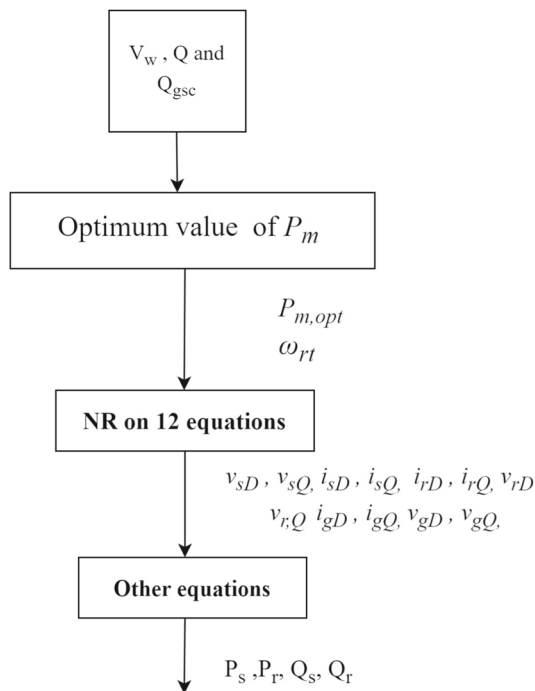 V_w , Q and
Q_gsc
Optimum value of P_m
P_m,opt
ω_rt
NR on 12 equations
v_sD , v_sQ, i_sD , i_sQ, i_rD , i_rQ, v_rD
v_r,Q i_gD , i_gQ, v_gD , v_gQ,
Other equations
P_s ,P_r, Q_s, Q_r